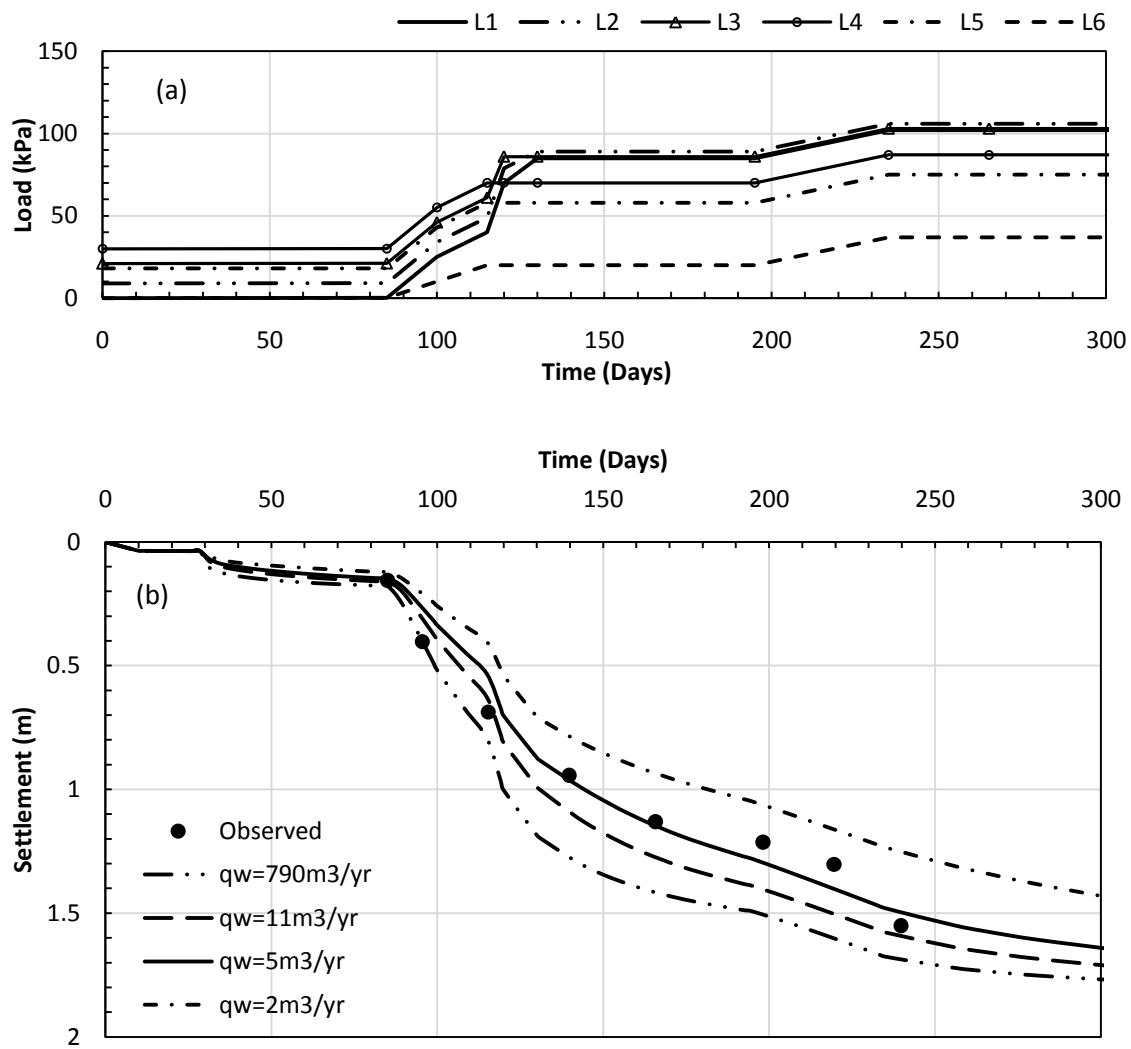 L1 L2 L3 L4 L5 L6
(a)
Load (kPa)
150
100
50
0
0 50 100 150 200 250 300
Time (Days)
Time (Days)
0 50 100 150 200 250 300
(b)
Settlement (m)
0
0.5
1
1.5
2
Observed
qw=790m3/yr
qw=11m3/yr
qw=5m3/yr
qw=2m3/yr